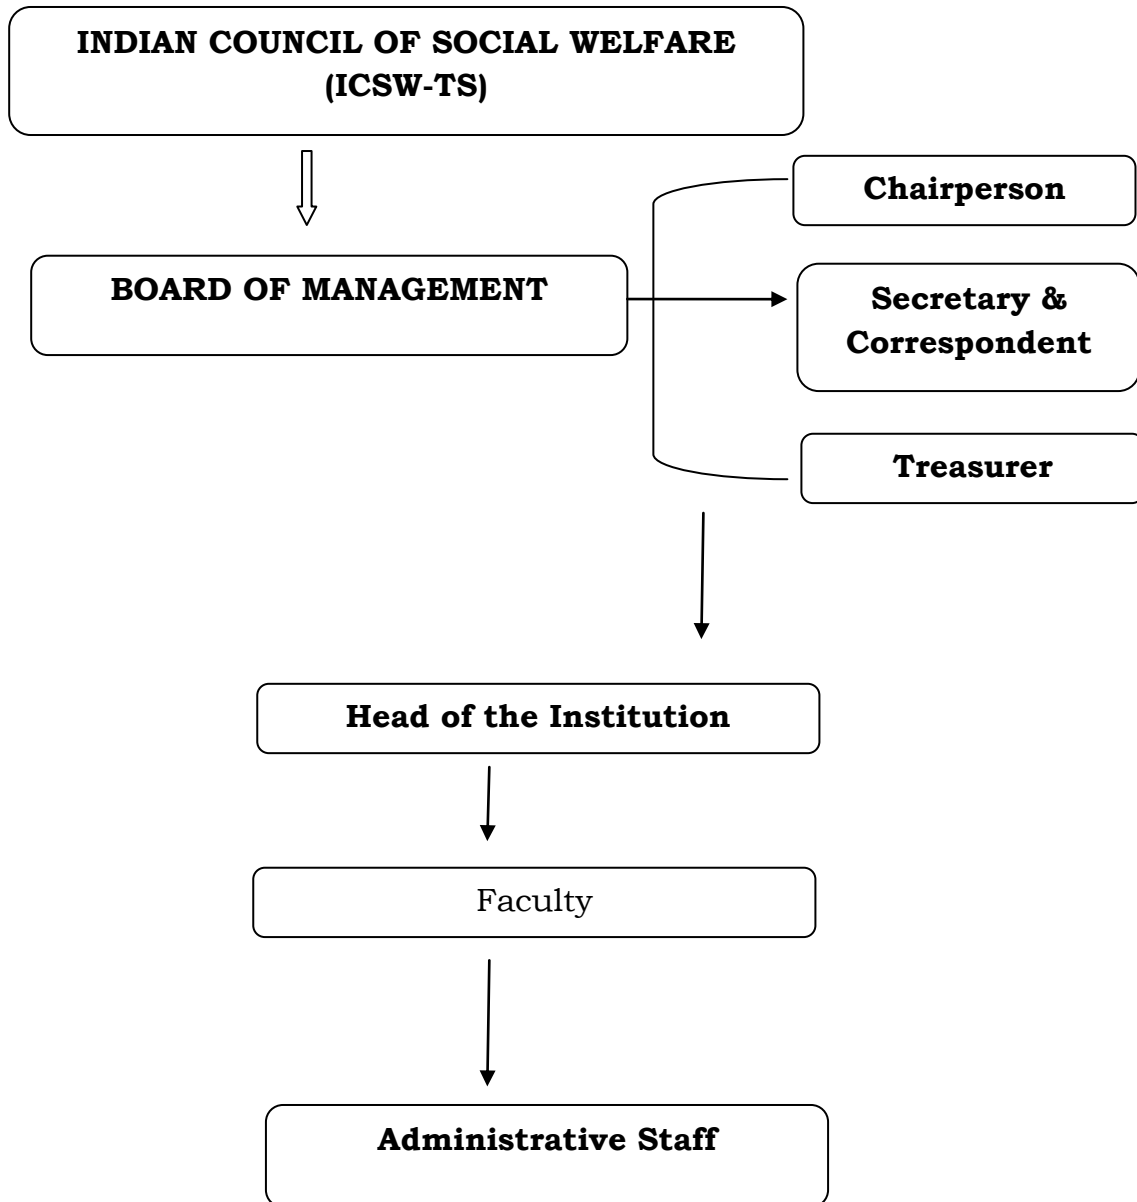 INDIAN COUNCIL OF SOCIAL WELFARE
(ICSW-TS)
Chairperson
BOARD OF MANAGEMENT
Secretary &
Correspondent
Treasurer
Head of the Institution
Faculty
Administrative Staff